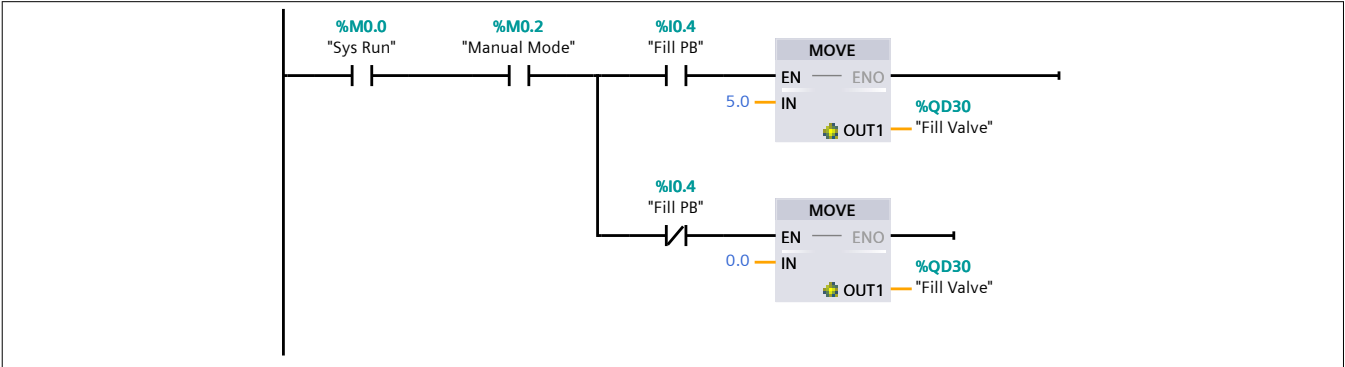 %M0.0 %M0.2 %I0.4
"Sys Run" "Manual Mode" "Fill PB"
MOVE
EN ENO
5.0 IN
%QD30
OUT1 "Fill Valve"
%I0.4
"Fill PB"
MOVE
EN ENO
0.0 IN
%QD30
OUT1 "Fill Valve"